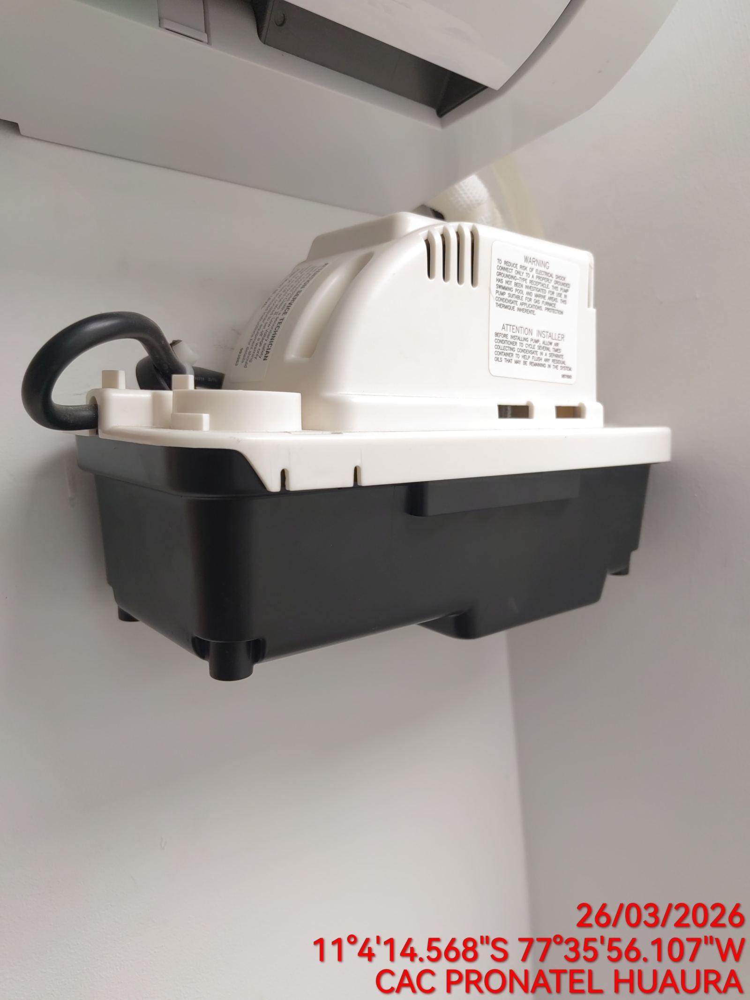 WARNING
TO REDUCE RISK OF ELECTRICAL SHOCK
CONNECT ONLY TO A PROPERLY GROUNDED
GROUNDING-TYPE RECEPTACLE. THIS PUMP
HAS NOT BEEN INVESTIGATED FOR USE IN
SWIMMING POOL AND MARINE AREAS. THIS
PUMP SUITABLE FOR GAS FURNACE
CONDENSATE APPLICATIONS. PROTECTION
THERMIQUE INHERENTE.
ATTENTION INSTALLER
BEFORE INSTALLING PUMP, ALLOW AIR
CONDITIONER TO CYCLE SEVERAL TIMES
COLLECTING CONDENSATE IN A SEPARATE
CONTAINER TO HELP FLUSH ANY RESIDUAL
OILS THAT MAY BE REMAINING IN THE SYSTEM.
ATTENTION SERVICE TECHNICIAN
993963
26/03/2026
11°4'14.568"S 77°35'56.107"W
CAC PRONATEL HUAURA